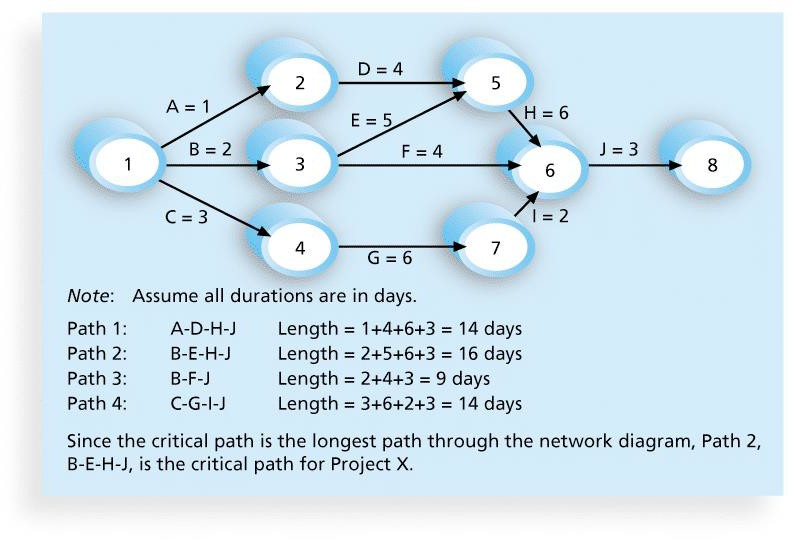 2
D = 4
5
A = 1
E = 5
H = 6
1
B = 2
3
F = 4
6
J = 3
8
C = 3
I = 2
4
G = 6
7
Note: Assume all durations are in days.
Path 1: A-D-H-J Length = 1+4+6+3 = 14 days
Path 2: B-E-H-J Length = 2+5+6+3 = 16 days
Path 3: B-F-J Length = 2+4+3 = 9 days
Path 4: C-G-I-J Length = 3+6+2+3 = 14 days
Since the critical path is the longest path through the network diagram, Path 2,
B-E-H-J, is the critical path for Project X.